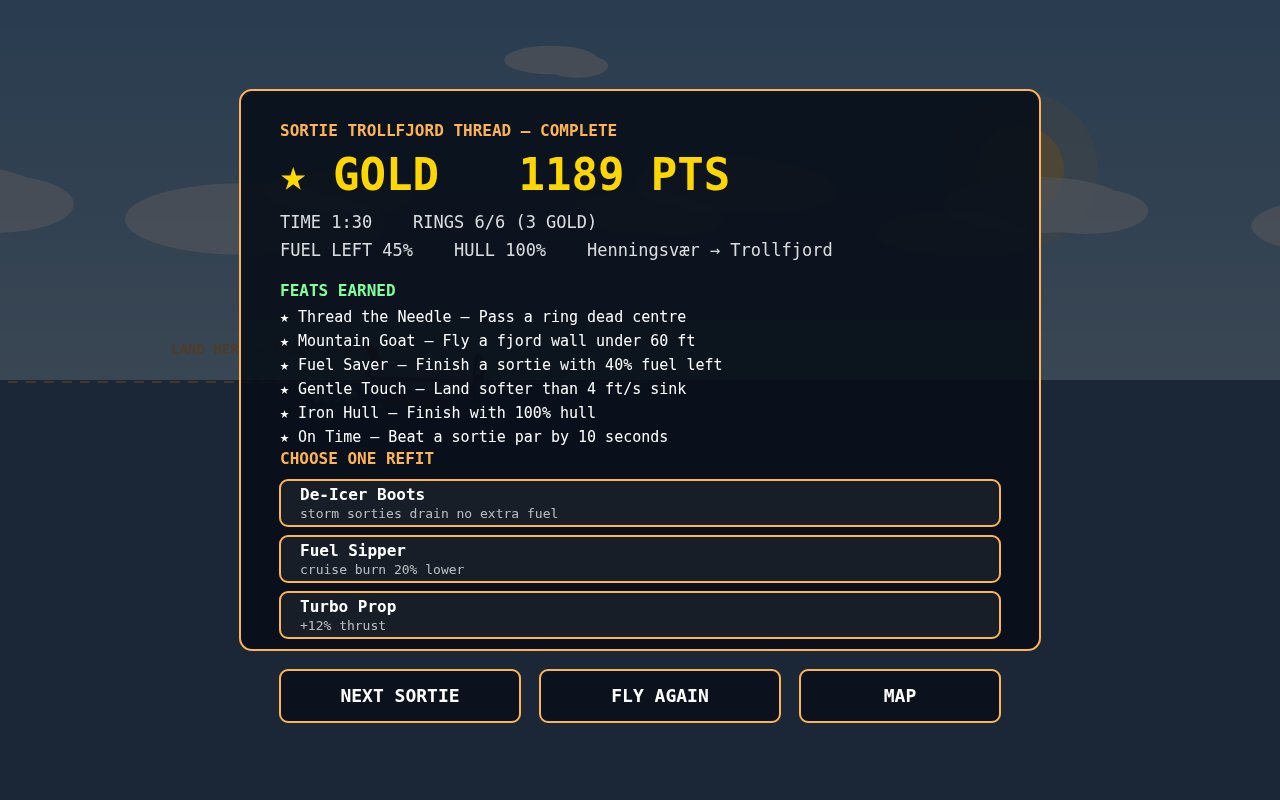 SORTIE TROLLFJORD THREAD — COMPLETE
★ GOLD 1189 PTS
TIME 1:30 RINGS 6/6 (3 GOLD)
FUEL LEFT 45% HULL 100% Henningsvær → Trollfjord
LAND HER
FEATS EARNED
★ Thread the Needle — Pass a ring dead centre
★ Mountain Goat — Fly a fjord wall under 60 ft
★ Fuel Saver — Finish a sortie with 40% fuel left
★ Gentle Touch — Land softer than 4 ft/s sink
★ Iron Hull — Finish with 100% hull
★ On Time — Beat a sortie par by 10 seconds
CHOOSE ONE REFIT
De-Icer Boots
storm sorties drain no extra fuel
Fuel Sipper
cruise burn 20% lower
Turbo Prop
+12% thrust
NEXT SORTIE
FLY AGAIN
MAP